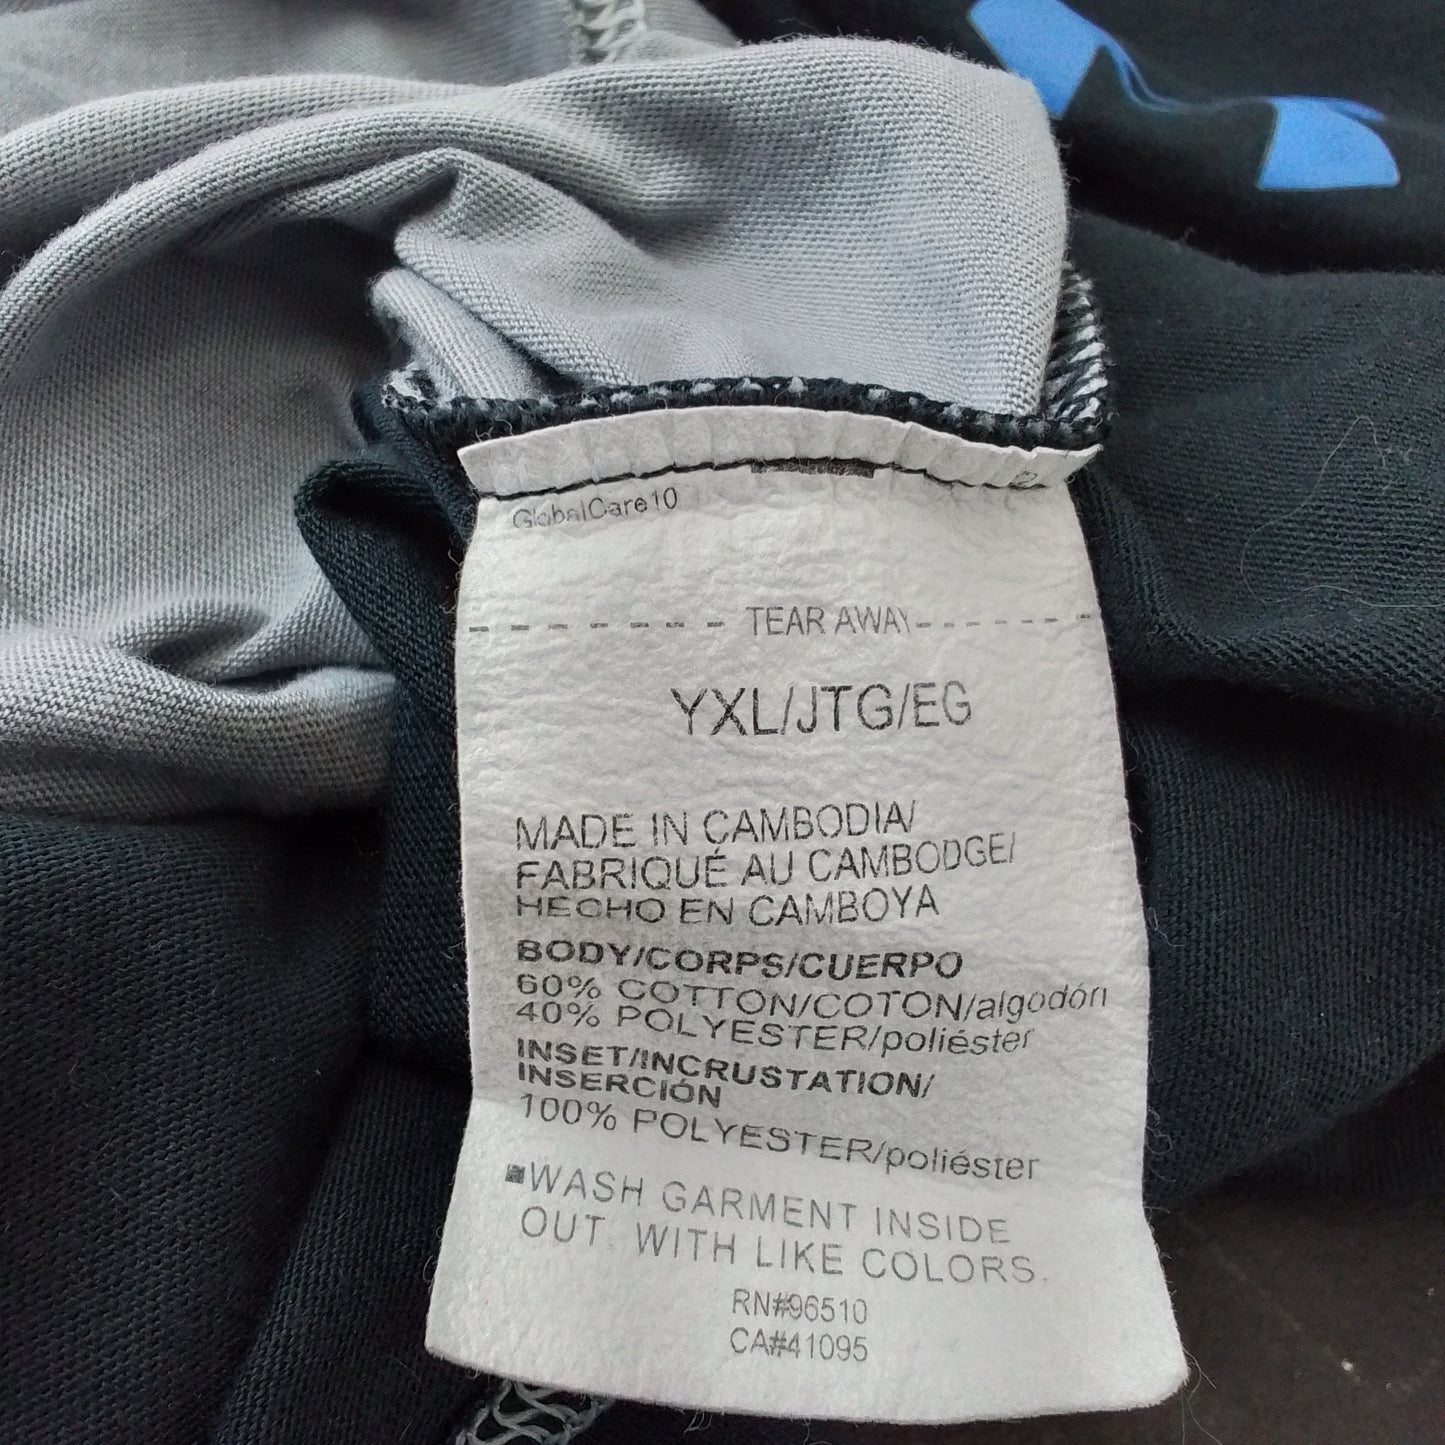 GlobalCare10
TEAR AWAY
YXL/JTG/EG
MADE IN CAMBODIA/
FABRIQUÉ AU CAMBODGE/
HECHO EN CAMBOYA
BODY/CORPS/CUERPO
60% COTTON/COTON/algodón
40% POLYESTER/poliéster
INSET/INCRUSTATION/
INSERCIÓN
100% POLYESTER/poliéster
▪WASH GARMENT INSIDE
OUT. WITH LIKE COLORS.
RN#96510
CA#41095